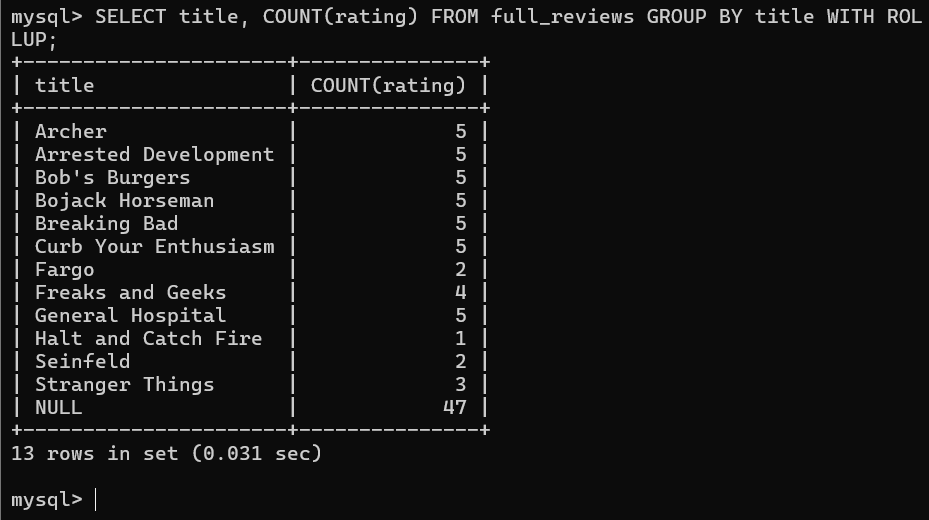 mysql> SELECT title, COUNT(rating) FROM full_reviews GROUP BY title WITH ROL
LUP;
+----------------------+---------------+
| title                | COUNT(rating) |
+----------------------+---------------+
| Archer               |             5 |
| Arrested Development |             5 |
| Bob's Burgers        |             5 |
| Bojack Horseman      |             5 |
| Breaking Bad         |             5 |
| Curb Your Enthusiasm |             5 |
| Fargo                |             2 |
| Freaks and Geeks     |             4 |
| General Hospital     |             5 |
| Halt and Catch Fire  |             1 |
| Seinfeld             |             2 |
| Stranger Things      |             3 |
| NULL                 |            47 |
+----------------------+---------------+
13 rows in set (0.031 sec)
mysql>